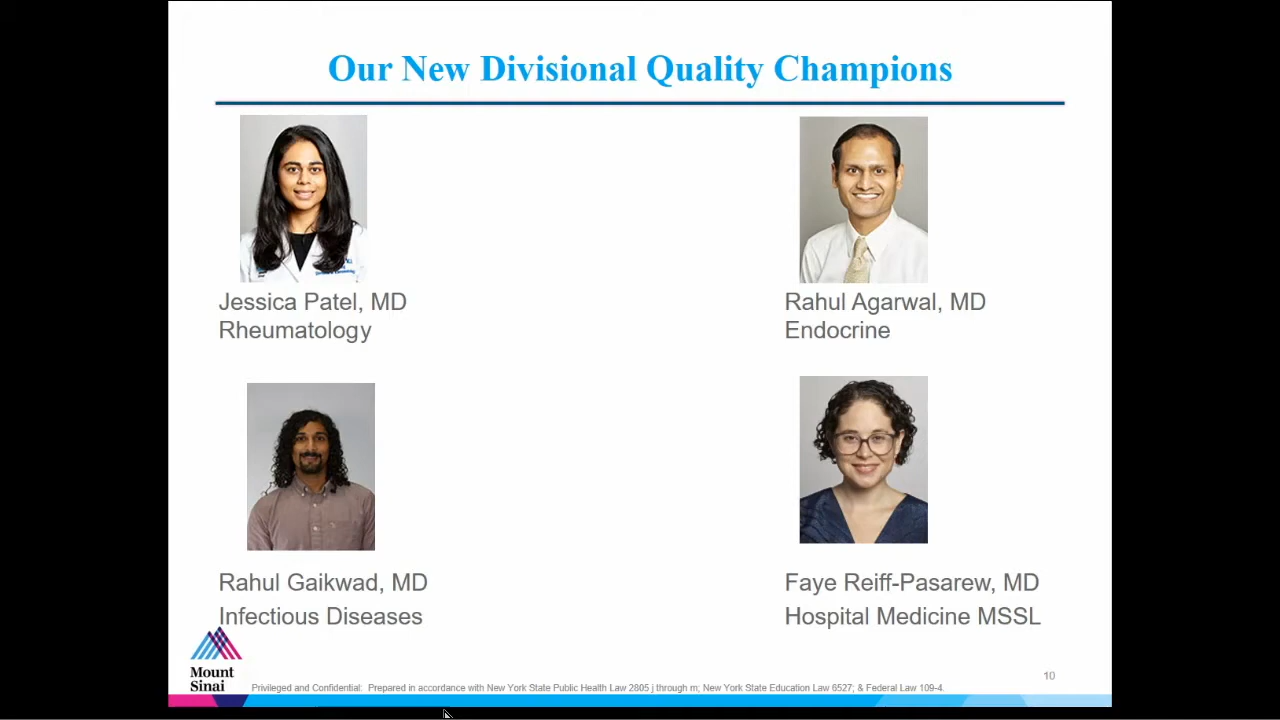 Our New Divisional Quality Champions
Jessica Patel, MD
Rheumatology
Rahul Agarwal, MD
Endocrine
Rahul Gaikwad, MD
Infectious Diseases
Faye Reiff-Pasarew, MD
Hospital Medicine MSSL
Mount
Sinai
Privileged and Confidential: Prepared in accordance with New York State Public Health Law 2805 j through m; New York State Education Law 6527; & Federal Law 109-4.
10